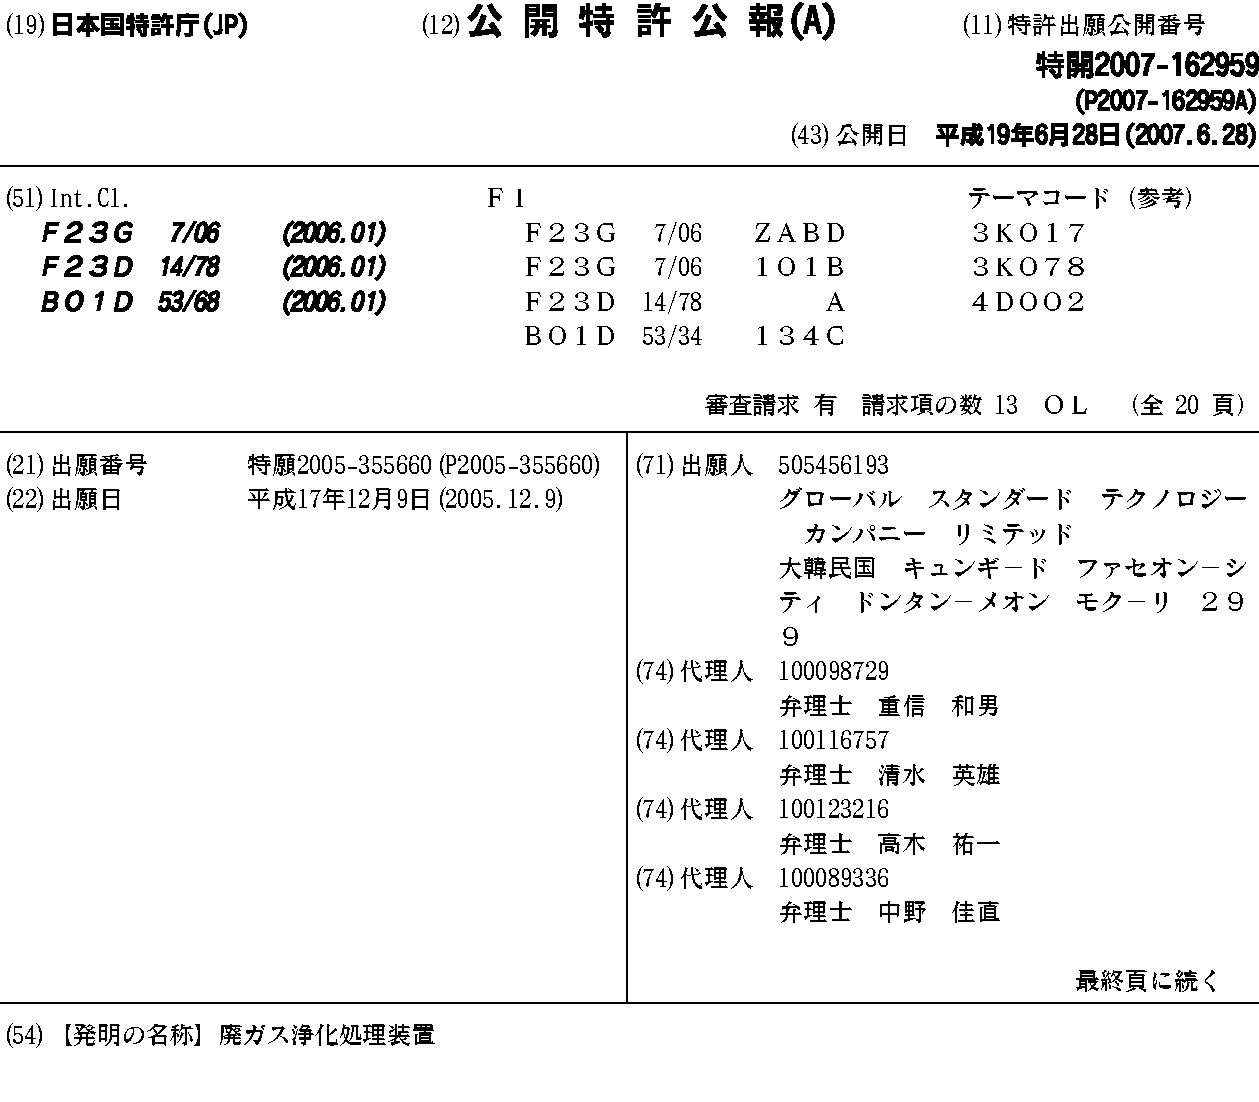 (19)日本国特許庁(JP) (12)公開特許公報(A) (11)特許出願公開番号
特開2007-162959
(P2007-162959A)
(43)公開日 平成19年6月28日(2007.6.28)
(51)Int.Cl. F I テーマコード (参考)
F23G 7/06 (2006.01) F23G 7/06 ZABD 3K017
F23D 14/78 (2006.01) F23G 7/06 101B 3K078
B01D 53/68 (2006.01) F23D 14/78 A 4D002
B01D 53/34 134C
審査請求 有 請求項の数 13 OL (全 20 頁)
(21)出願番号 特願2005-355660(P2005-355660)
(22)出願日 平成17年12月9日(2005.12.9)
(71)出願人 505456193
グローバル スタンダード テクノロジー
カンパニー リミテッド
大韓民国 キュンギ-ド ファセオン-シ
ティ ドンタン-メオン モク-リ 29
9
(74)代理人 100098729
弁理士 重信 和男
(74)代理人 100116757
弁理士 清水 英雄
(74)代理人 100123216
弁理士 高木 祐一
(74)代理人 100089336
弁理士 中野 佳直
最終頁に続く
(54)【発明の名称】廃ガス浄化処理装置